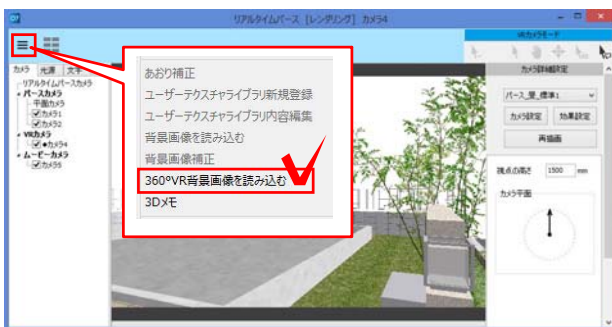 リアルタイムパース [レンダリング] カメラ4
VRカメラモード
カメラ 光源 文字
リアルタイムパースカメラ
パースカメラ
平面カメラ
カメラ1
カメラ2
VRカメラ
●カメラ4
ムービーカメラ
カメラ5
あおり補正
ユーザーテクスチャライブラリ新規登録
ユーザーテクスチャライブラリ内容編集
背景画像を読み込む
背景画像補正
360°VR背景画像を読み込む
3Dメモ
カメラ詳細設定
パース_昼_標準1
カメラ設定 効果設定
再描画
視点の高さ 1500 mm
カメラ平面